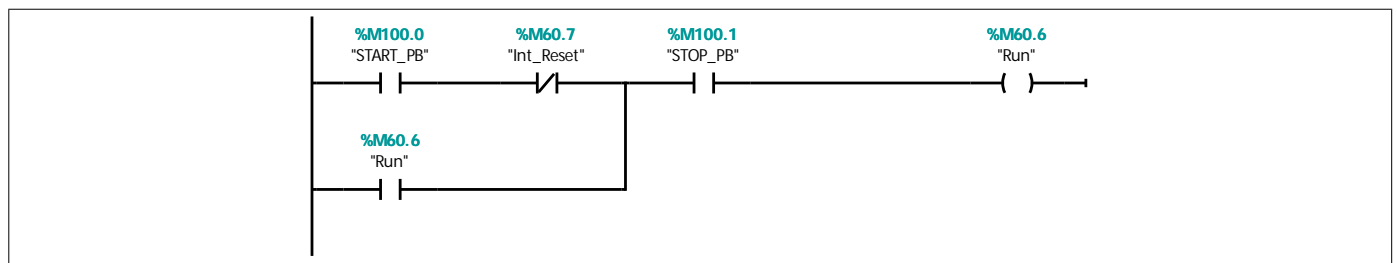 %M100.0 %M60.7 %M100.1 %M60.6
"START_PB" "Int_Reset" "STOP_PB" "Run"
%M60.6
"Run"